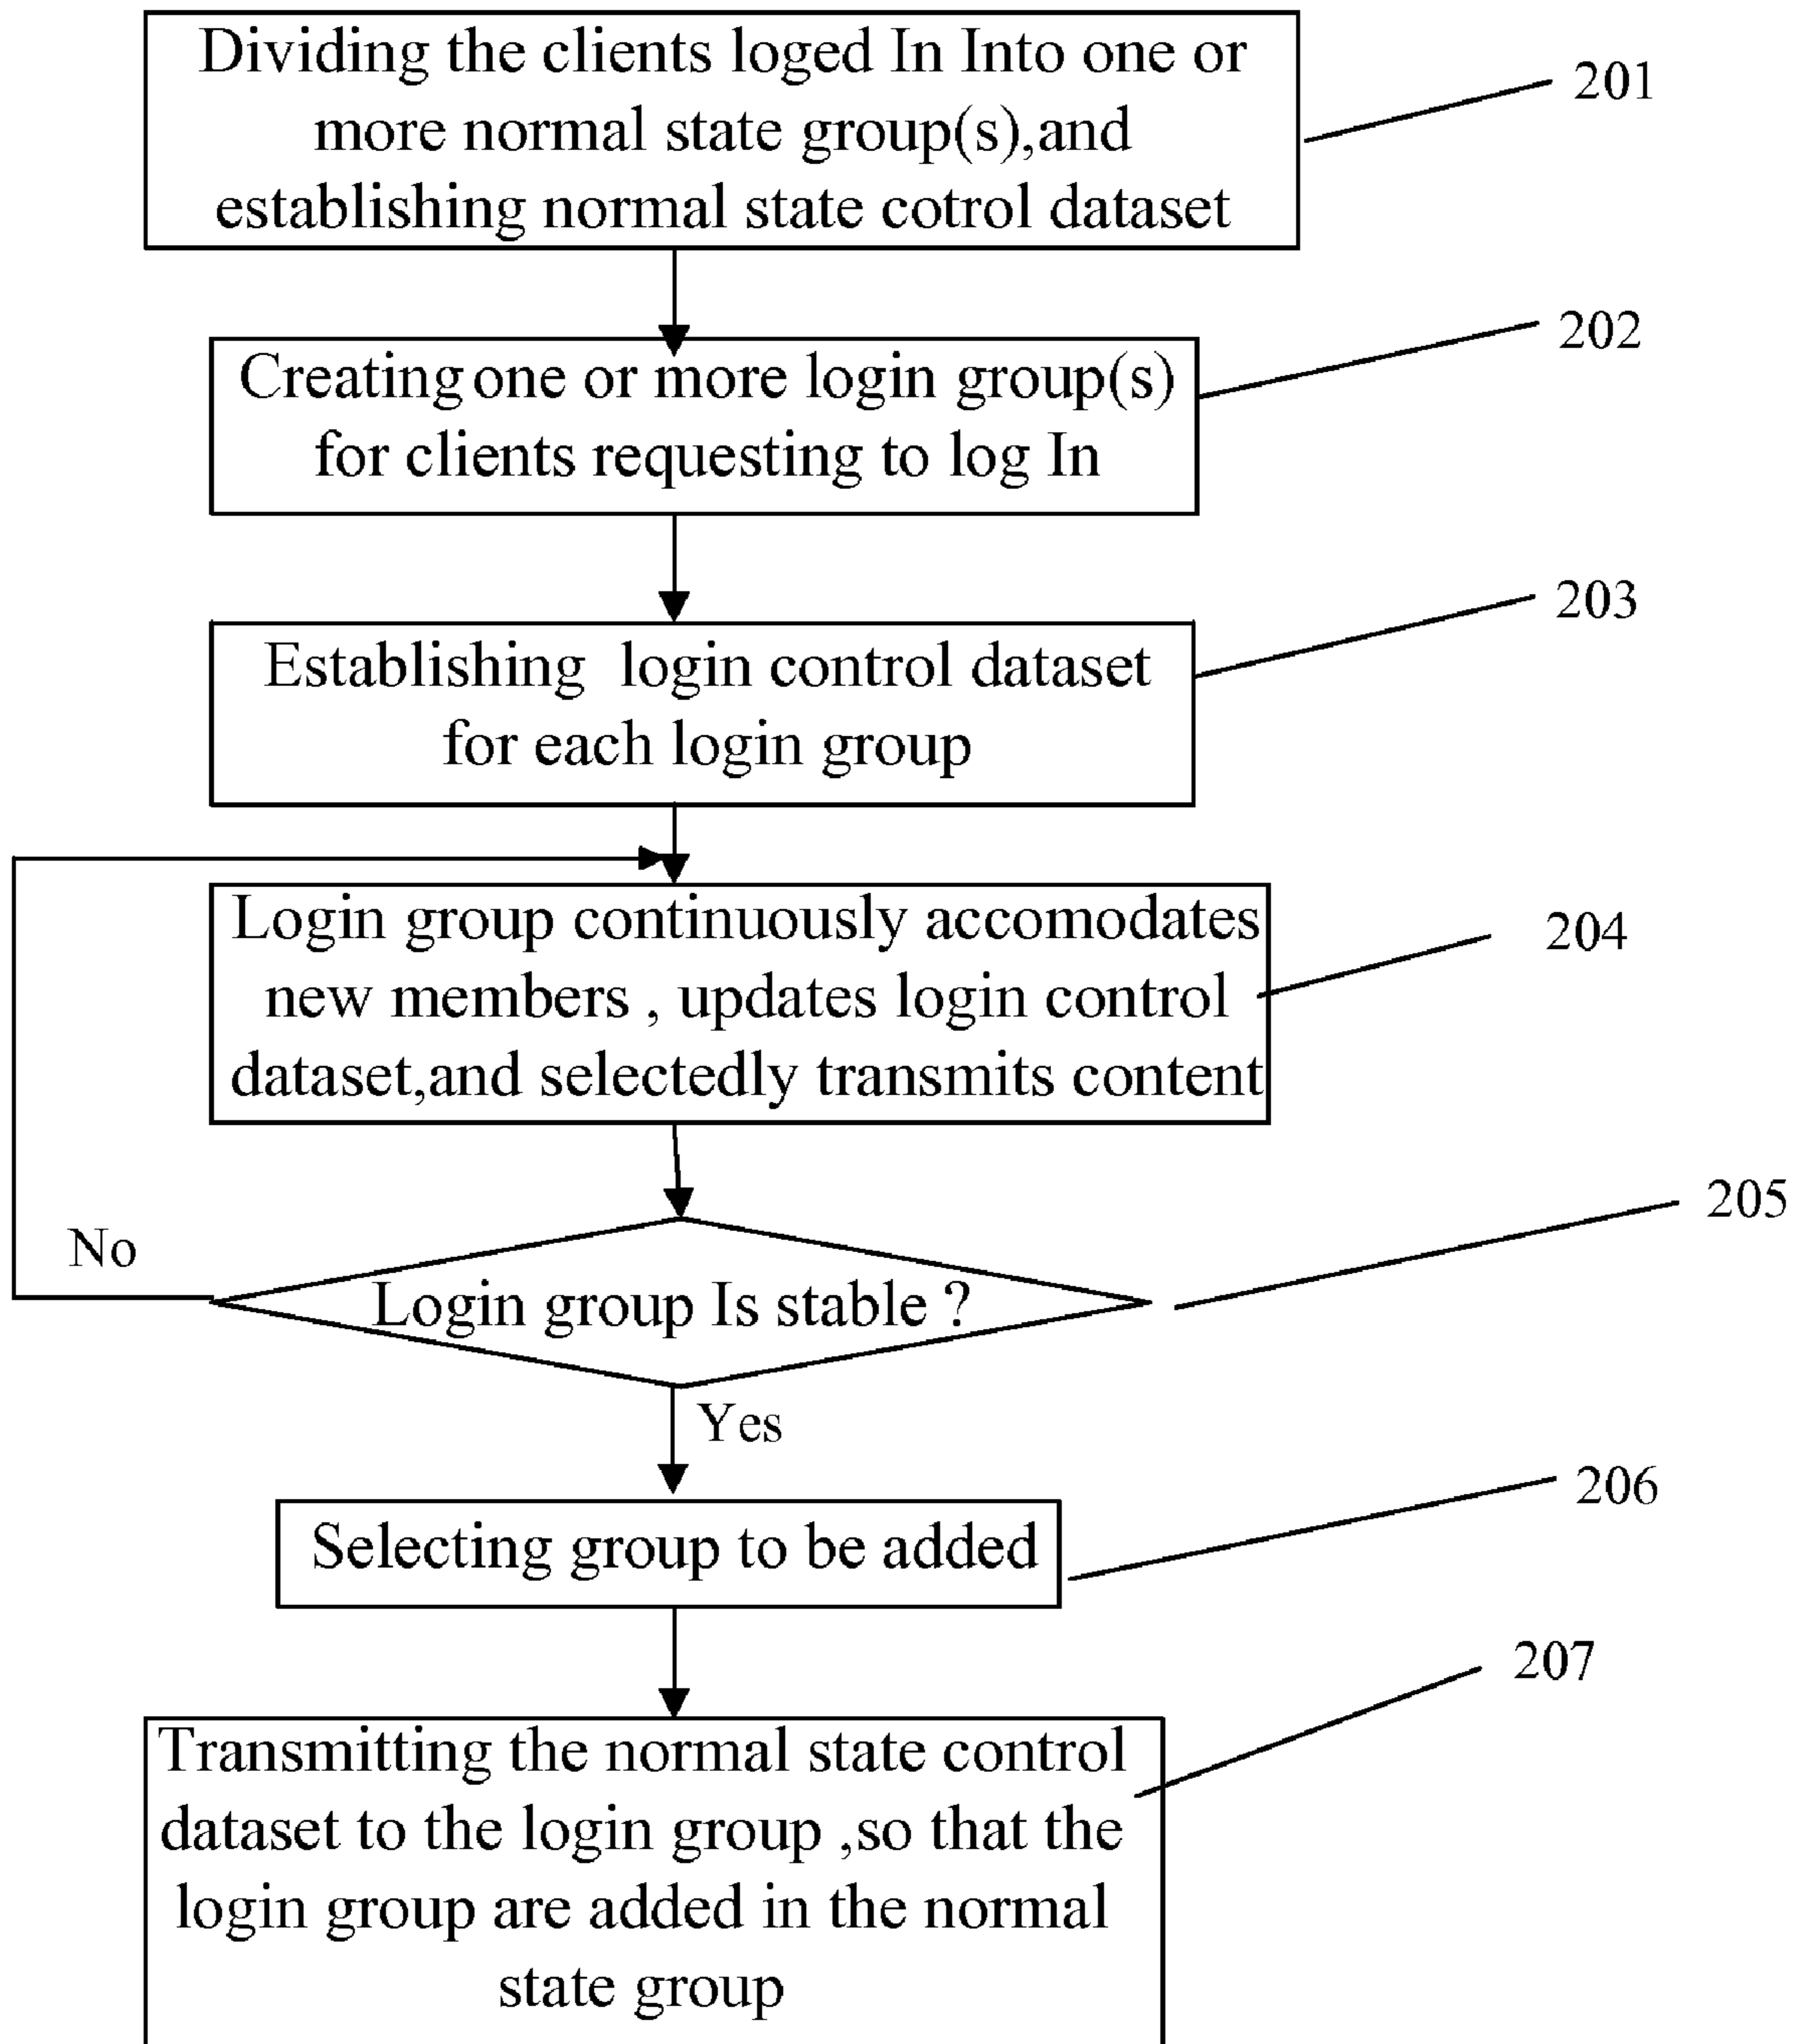 Dividing the clients loged In Into one or
more normal state group(s),and
establishing normal state cotrol dataset
201
Creating one or more login group(s)
for clients requesting to log In
202
Establishing login control dataset
for each login group
203
Login group continuously accomodates
new members , updates login control
dataset,and selectedly transmits content
204
Login group Is stable ?
205
No
Yes
Selecting group to be added
206
Transmitting the normal state control
dataset to the login group ,so that the
login group are added in the normal
state group
207